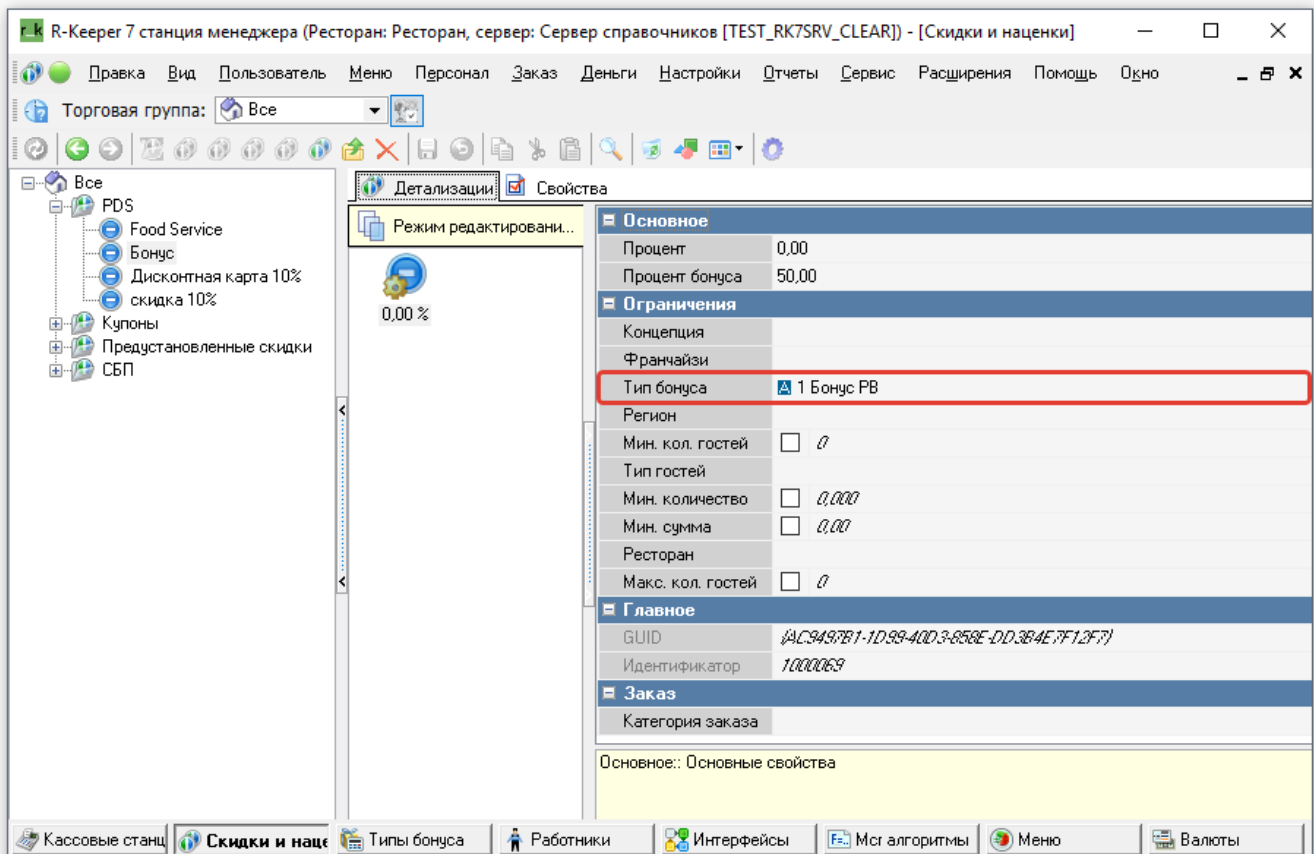 r_k R-Keeper 7 станция менеджера (Ресторан: Ресторан, сервер: Сервер справочников [TEST_RK7SRV_CLEAR]) - [Скидки и наценки]
Правка Вид Пользователь Меню Персонал Заказ Деньги Настройки Отчеты Сервис Расширения Помощь Окно
Торговая группа: Все
Все
PDS
Food Service
Бонус
Дисконтная карта 10%
скидка 10%
Купоны
Предустановленные скидки
СБП
Детализации Свойства
Режим редактировани...
0,00 %
Основное
Процент 0,00
Процент бонуса 50,00
Ограничения
Концепция
Франчайзи
Тип бонуса A 1 Бонус РВ
Регион
Мин. кол. гостей 0
Тип гостей
Мин. количество 0,000
Мин. сумма 0,00
Ресторан
Макс. кол. гостей 0
Главное
GUID {AC9497B1-1D99-40D3-858E-DD3B4E7F12F7}
Идентификатор 1000069
Заказ
Категория заказа
Основное:: Основные свойства
Кассовые станц Скидки и наце Типы бонуса Работники Интерфейсы F=.. Мсr алгоритмы Меню Валюты